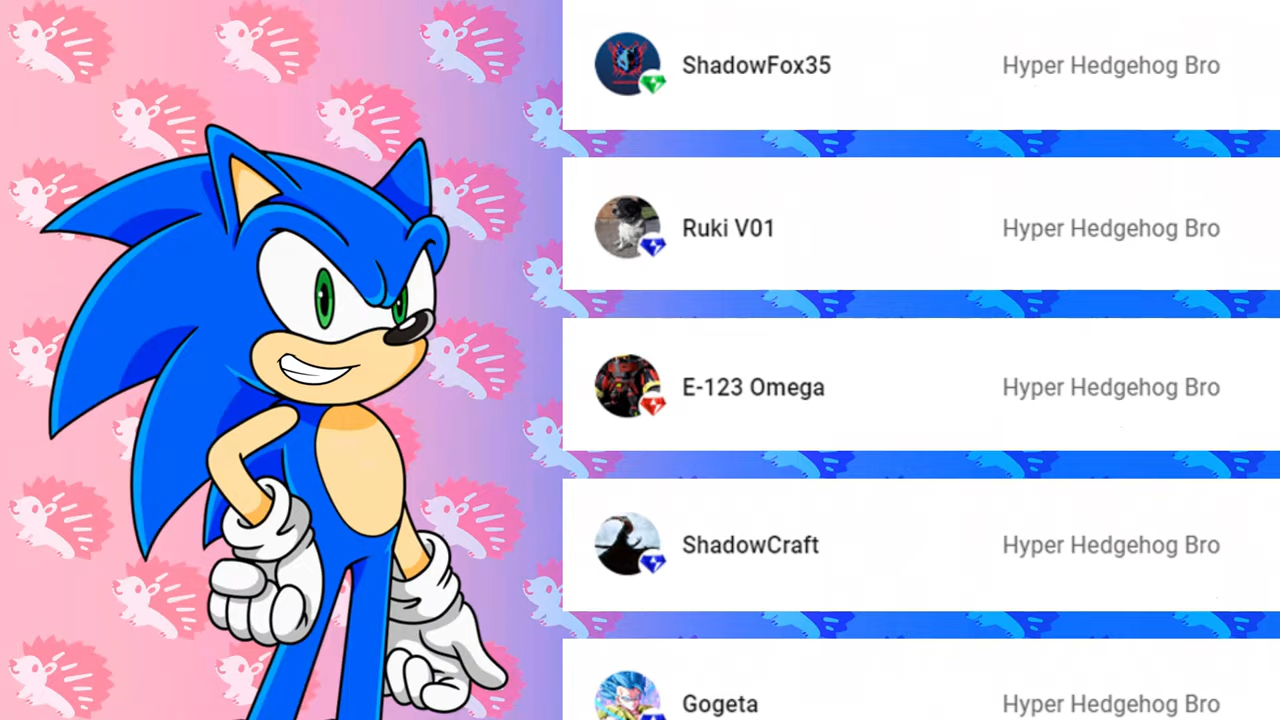 ShadowFox35 Hyper Hedgehog Bro
Ruki V01 Hyper Hedgehog Bro
E-123 Omega Hyper Hedgehog Bro
ShadowCraft Hyper Hedgehog Bro
Gogeta Hyper Hedgehog Bro